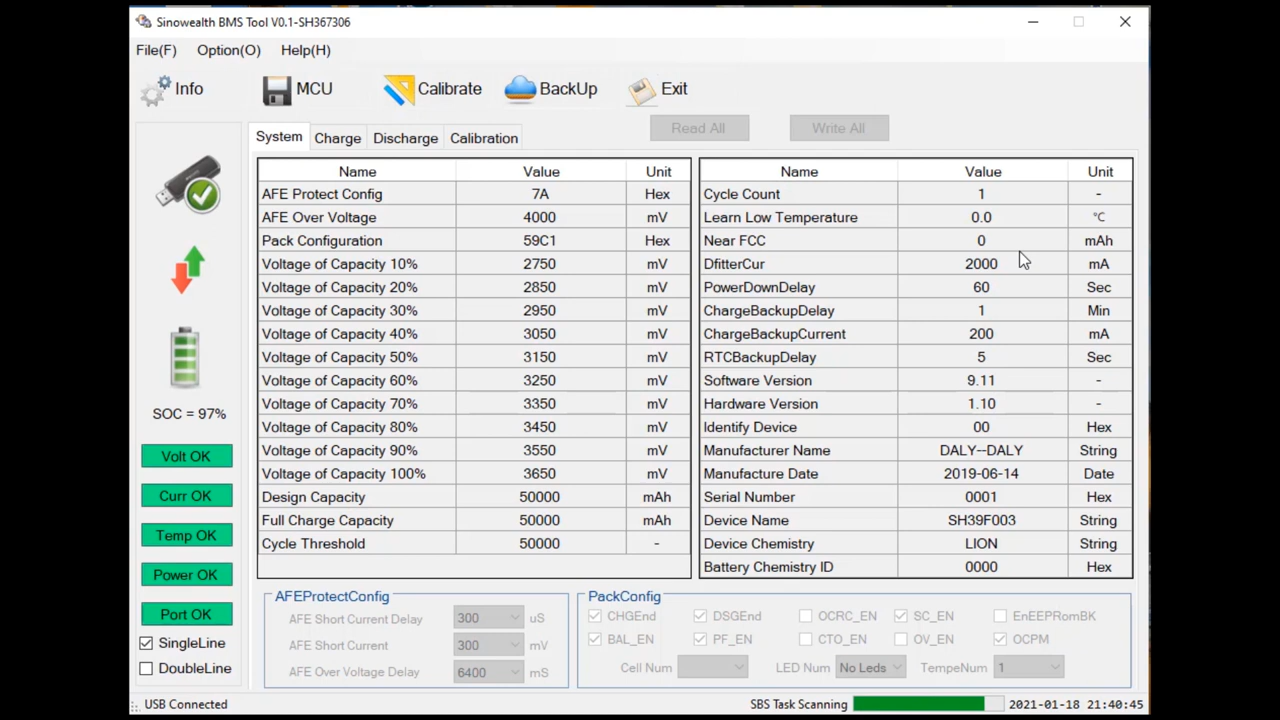 Sinowealth BMS Tool V0.1-SH367306
File(F) Option(O) Help(H)
Info MCU Calibrate BackUp Exit
Read All Write All
System Charge Discharge Calibration
Name Value Unit
AFE Protect Config 7A Hex
AFE Over Voltage 4000 mV
Pack Configuration 59C1 Hex
Voltage of Capacity 10% 2750 mV
Voltage of Capacity 20% 2850 mV
Voltage of Capacity 30% 2950 mV
Voltage of Capacity 40% 3050 mV
Voltage of Capacity 50% 3150 mV
Voltage of Capacity 60% 3250 mV
Voltage of Capacity 70% 3350 mV
Voltage of Capacity 80% 3450 mV
Voltage of Capacity 90% 3550 mV
Voltage of Capacity 100% 3650 mV
Design Capacity 50000 mAh
Full Charge Capacity 50000 mAh
Cycle Threshold 50000 -
Name Value Unit
Cycle Count 1 -
Learn Low Temperature 0.0 ℃
Near FCC 0 mAh
DfitterCur 2000 mA
PowerDownDelay 60 Sec
ChargeBackupDelay 1 Min
ChargeBackupCurrent 200 mA
RTCBackupDelay 5 Sec
Software Version 9.11 -
Hardware Version 1.10 -
Identify Device 00 Hex
Manufacturer Name DALY--DALY String
Manufacture Date 2019-06-14 Date
Serial Number 0001 Hex
Device Name SH39F003 String
Device Chemistry LION String
Battery Chemistry ID 0000 Hex
SOC = 97%
Volt OK
Curr OK
Temp OK
Power OK
Port OK
SingleLine
DoubleLine
AFEProtectConfig
AFE Short Current Delay 300 uS
AFE Short Current 300 mV
AFE Over Voltage Delay 6400 mS
PackConfig
CHGEnd DSGEnd OCRC_EN SC_EN EnEEPRomBK
BAL_EN PF_EN CTO_EN OV_EN OCPM
Cell Num LED Num No Leds TempeNum 1
USB Connected SBS Task Scanning 2021-01-18 21:40:45